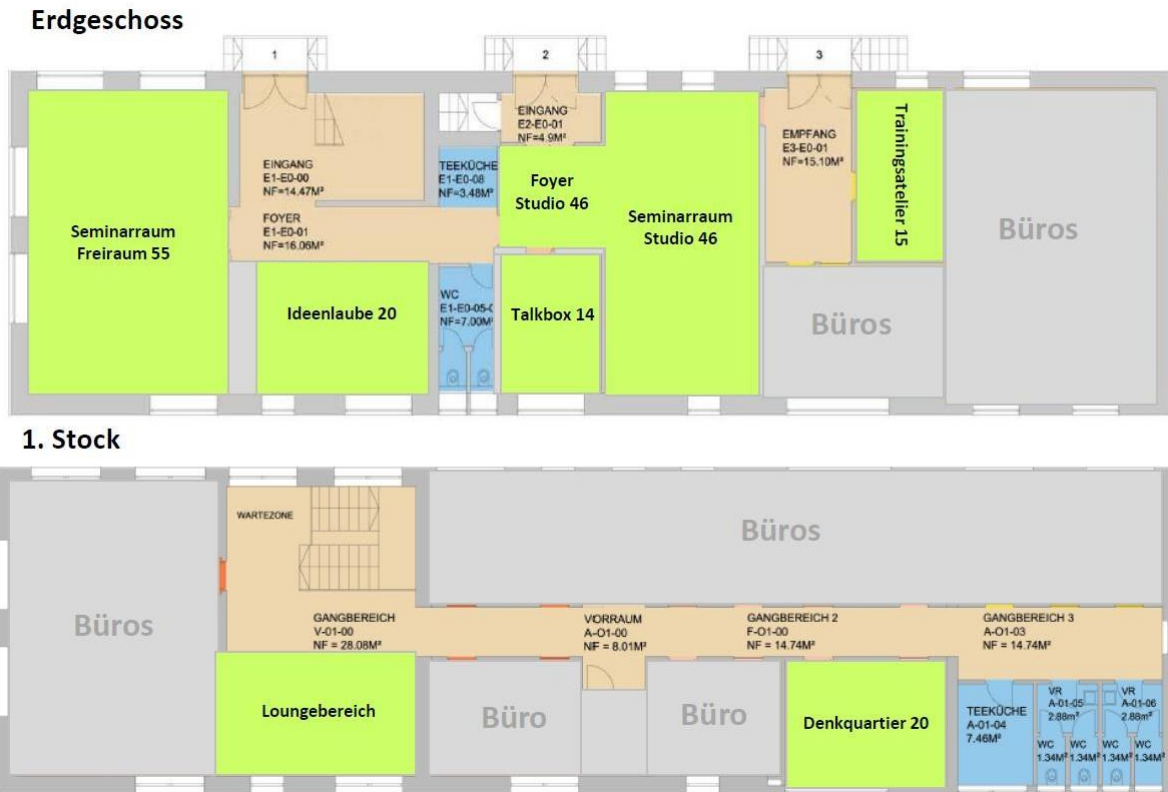 Erdgeschoss
1
2
3
EINGANG
E1-E0-00
NF=14.47M²
FOYER
E1-E0-01
NF=16.06M²
Seminarraum
Freiraum 55
Ideenlaube 20
TEEKÜCHE
E1-E0-08
NF=3.48M²
WC
E1-E0-05-0
NF=7.00M²
EINGANG
E2-E0-01
NF=4.9M²
Foyer
Studio 46
Talkbox 14
Seminarraum
Studio 46
EMPFANG
E3-E0-01
NF=15.10M²
Trainingsatelier 15
Büros
Büros
1. Stock
Büros
WARTEZONE
GANGBEREICH
V-01-00
NF = 28.08M²
Loungebereich
Büros
VORRAUM
A-O1-00
NF = 8.01M²
GANGBEREICH 2
F-O1-00
NF = 14.74M²
GANGBEREICH 3
A-O1-03
NF = 14.74M²
Büro
Büro
Denkquartier 20
TEEKÜCHE
A-01-04
7.46M²
VR
A-01-05
2.88m²
VR
A-01-06
2.88m²
WC
1.34M²
WC
1.34M²
WC
1.34M²
WC
1.34M²